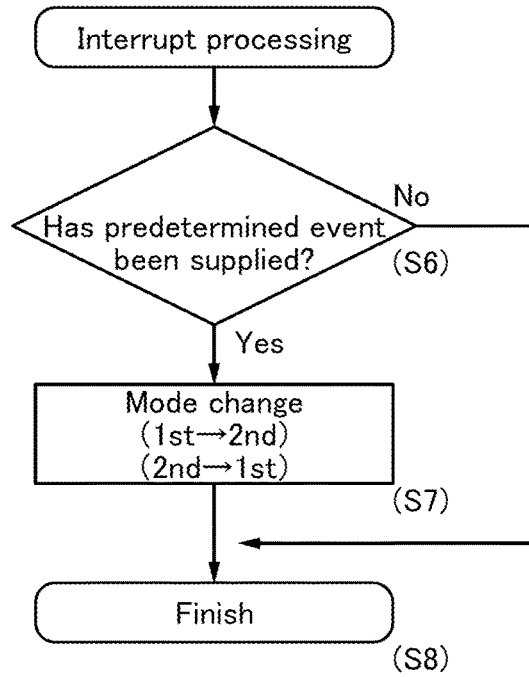 Interrupt processing
No
Has predetermined event
been supplied?
(S6)
Yes
Mode change
(1st→2nd)
(2nd→1st)
(S7)
Finish
(S8)